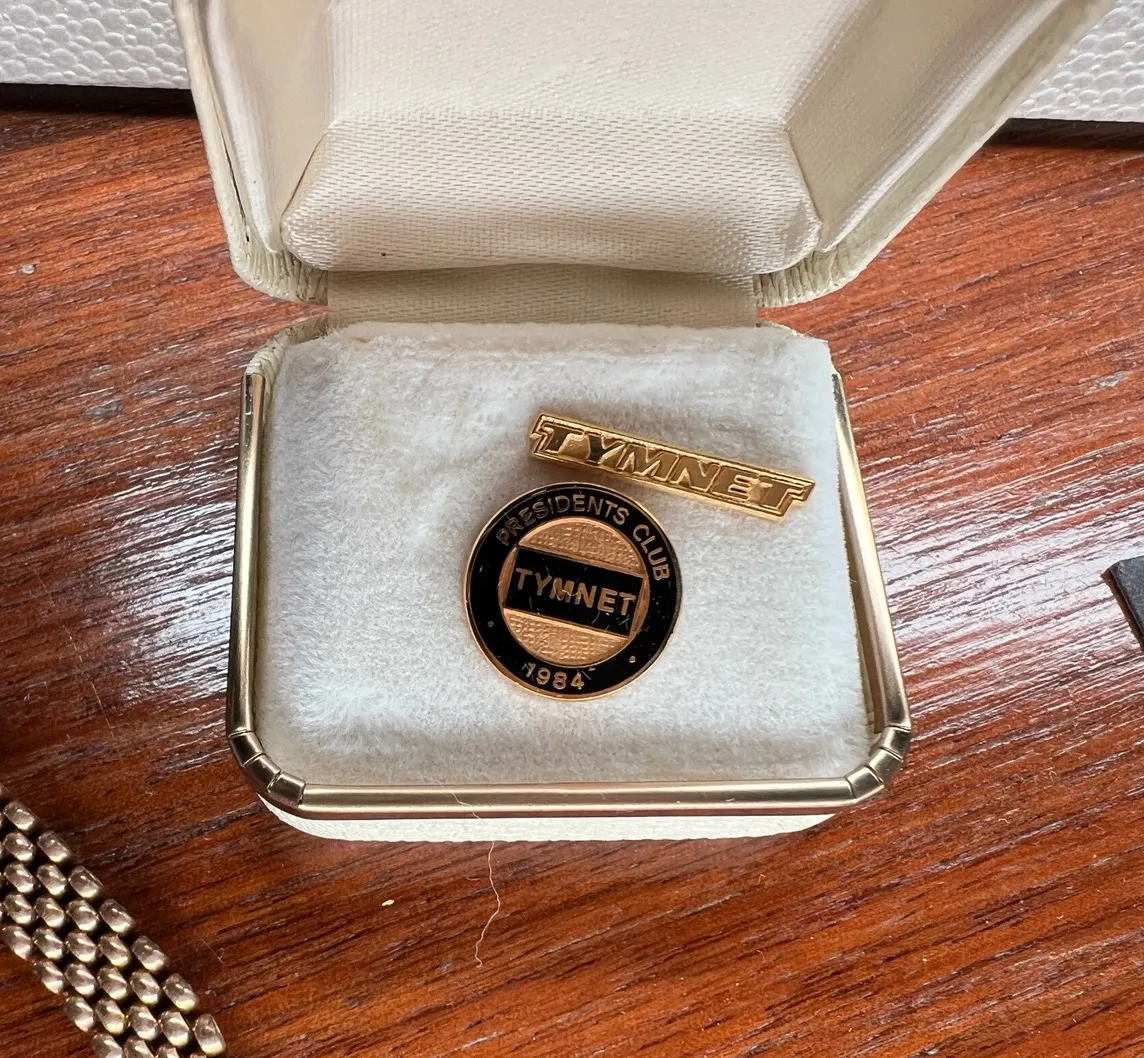 TYMNET
PRESIDENTS CLUB
TYMNET
1984